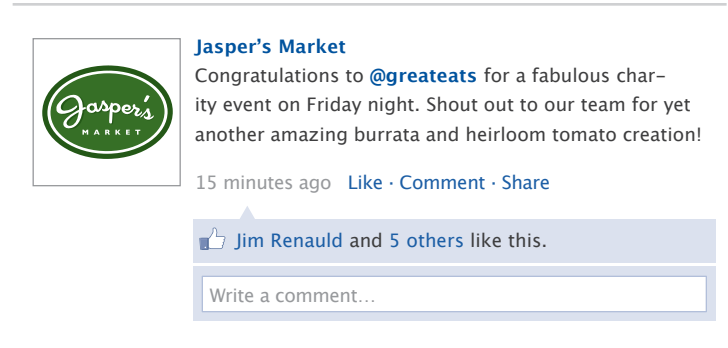 Jasper's
MARKET
Jasper’s Market
Congratulations to @greateats for a fabulous char–
ity event on Friday night. Shout out to our team for yet
another amazing burrata and heirloom tomato creation!
15 minutes ago Like · Comment · Share
Jim Renauld and 5 others like this.
Write a comment…